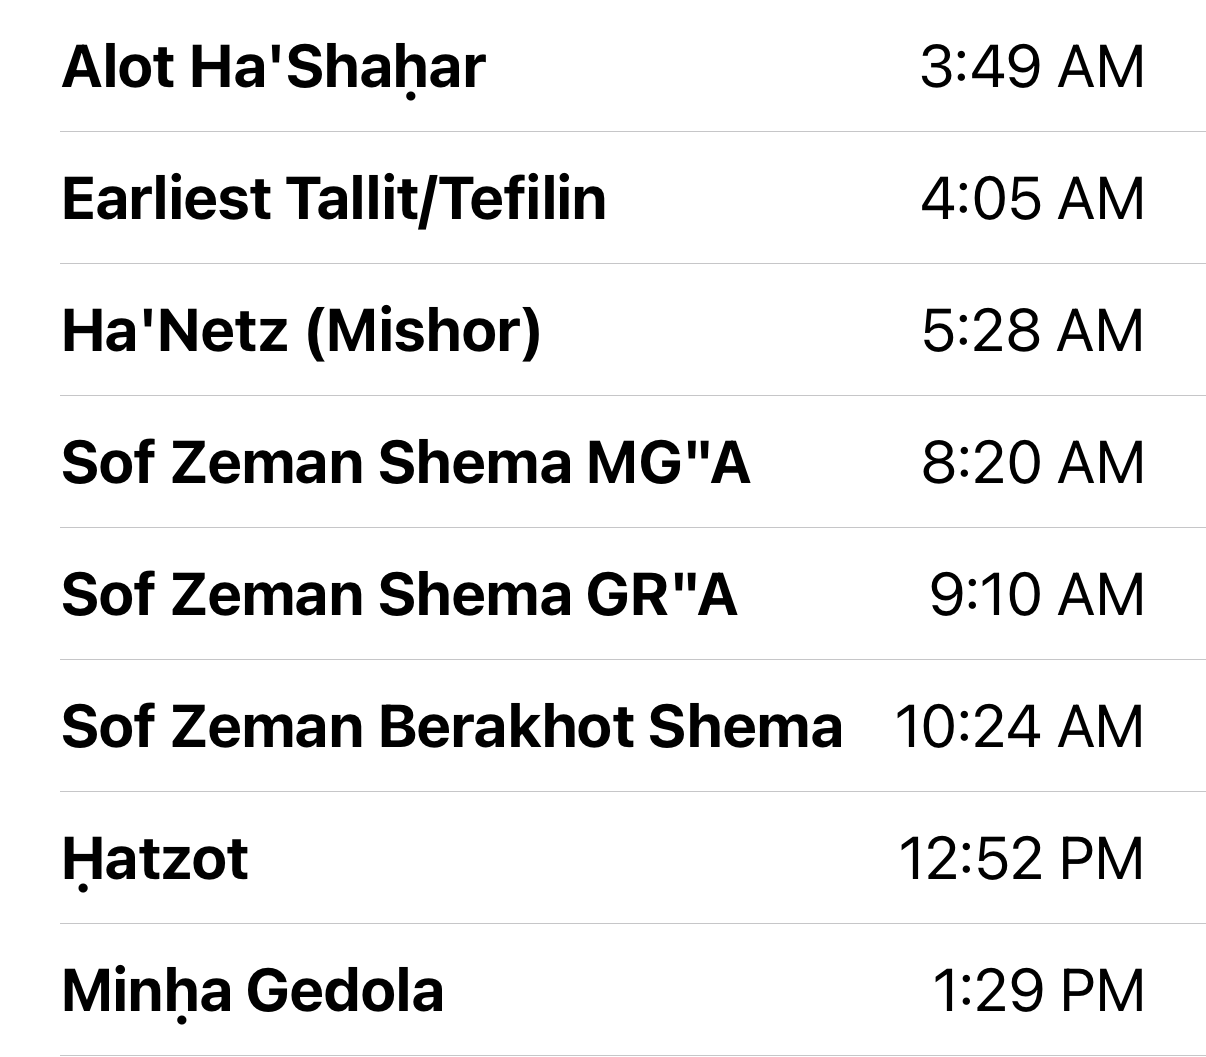 Alot Ha'Shaḥar 3:49 AM
Earliest Tallit/Tefilin 4:05 AM
Ha'Netz (Mishor) 5:28 AM
Sof Zeman Shema MG"A 8:20 AM
Sof Zeman Shema GR"A 9:10 AM
Sof Zeman Berakhot Shema 10:24 AM
Ḥatzot 12:52 PM
Minḥa Gedola 1:29 PM